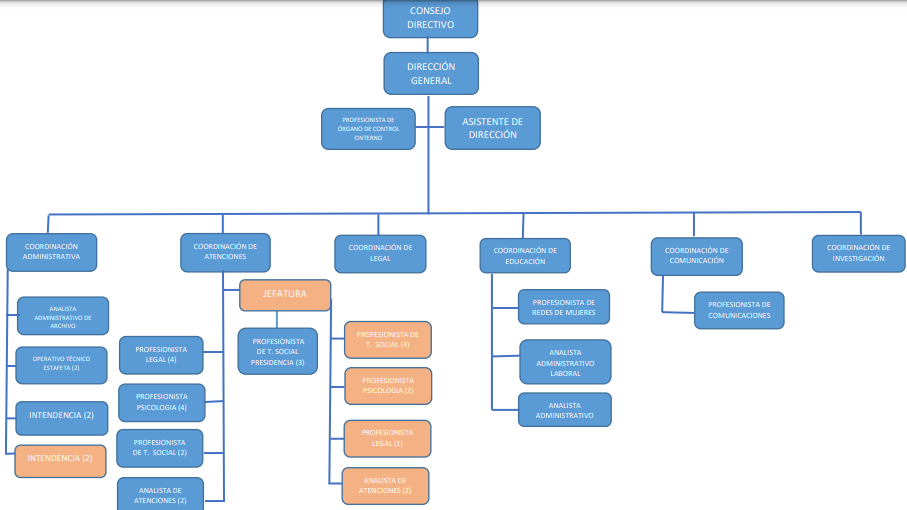 CONSEJO
DIRECTIVO
DIRECCIÓN
GENERAL
PROFESIONISTA DE
ÓRGANO DE CONTROL
ONTERNO
ASISTENTE DE
DIRECCIÓN
COORDINACIÓN
ADMINISTRATIVA
COORDINACIÓN DE
ATENCIONES
COORDINACIÓN DE
LEGAL
COORDINACIÓN DE
EDUCACIÓN
COORDINACIÓN DE
COMUNICACIÓN
COORDINACIÓN DE
INVESTIGACIÓN
ANALISTA
ADMINISTRATIVO DE
ARCHIVO
OPERATIVO TÉCNICO
ESTAFETA (2)
INTENDENCIA (2)
INTENDENCIA (2)
PROFESIONISTA
LEGAL (4)
PROFESIONISTA
PSICOLOGIA (4)
PROFESIONISTA
DE T. SOCIAL (2)
ANALISTA DE
ATENCIONES (2)
JEFATURA
PROFESIONISTA
DE T. SOCIAL
PRESIDENCIA (3)
PROFESIONISTA DE
T. SOCIAL (4)
PROFESIONISTA
PSICOLOGIA (2)
PROFESIONISTA
LEGAL (1)
ANALISTA DE
ATENCIONES (2)
PROFESIONISTA DE
REDES DE MUJERES
ANALISTA
ADMINISTRATIVO
LABORAL
ANALISTA
ADMINISTRATIVO
PROFESIONISTA DE
COMUNICACIONES